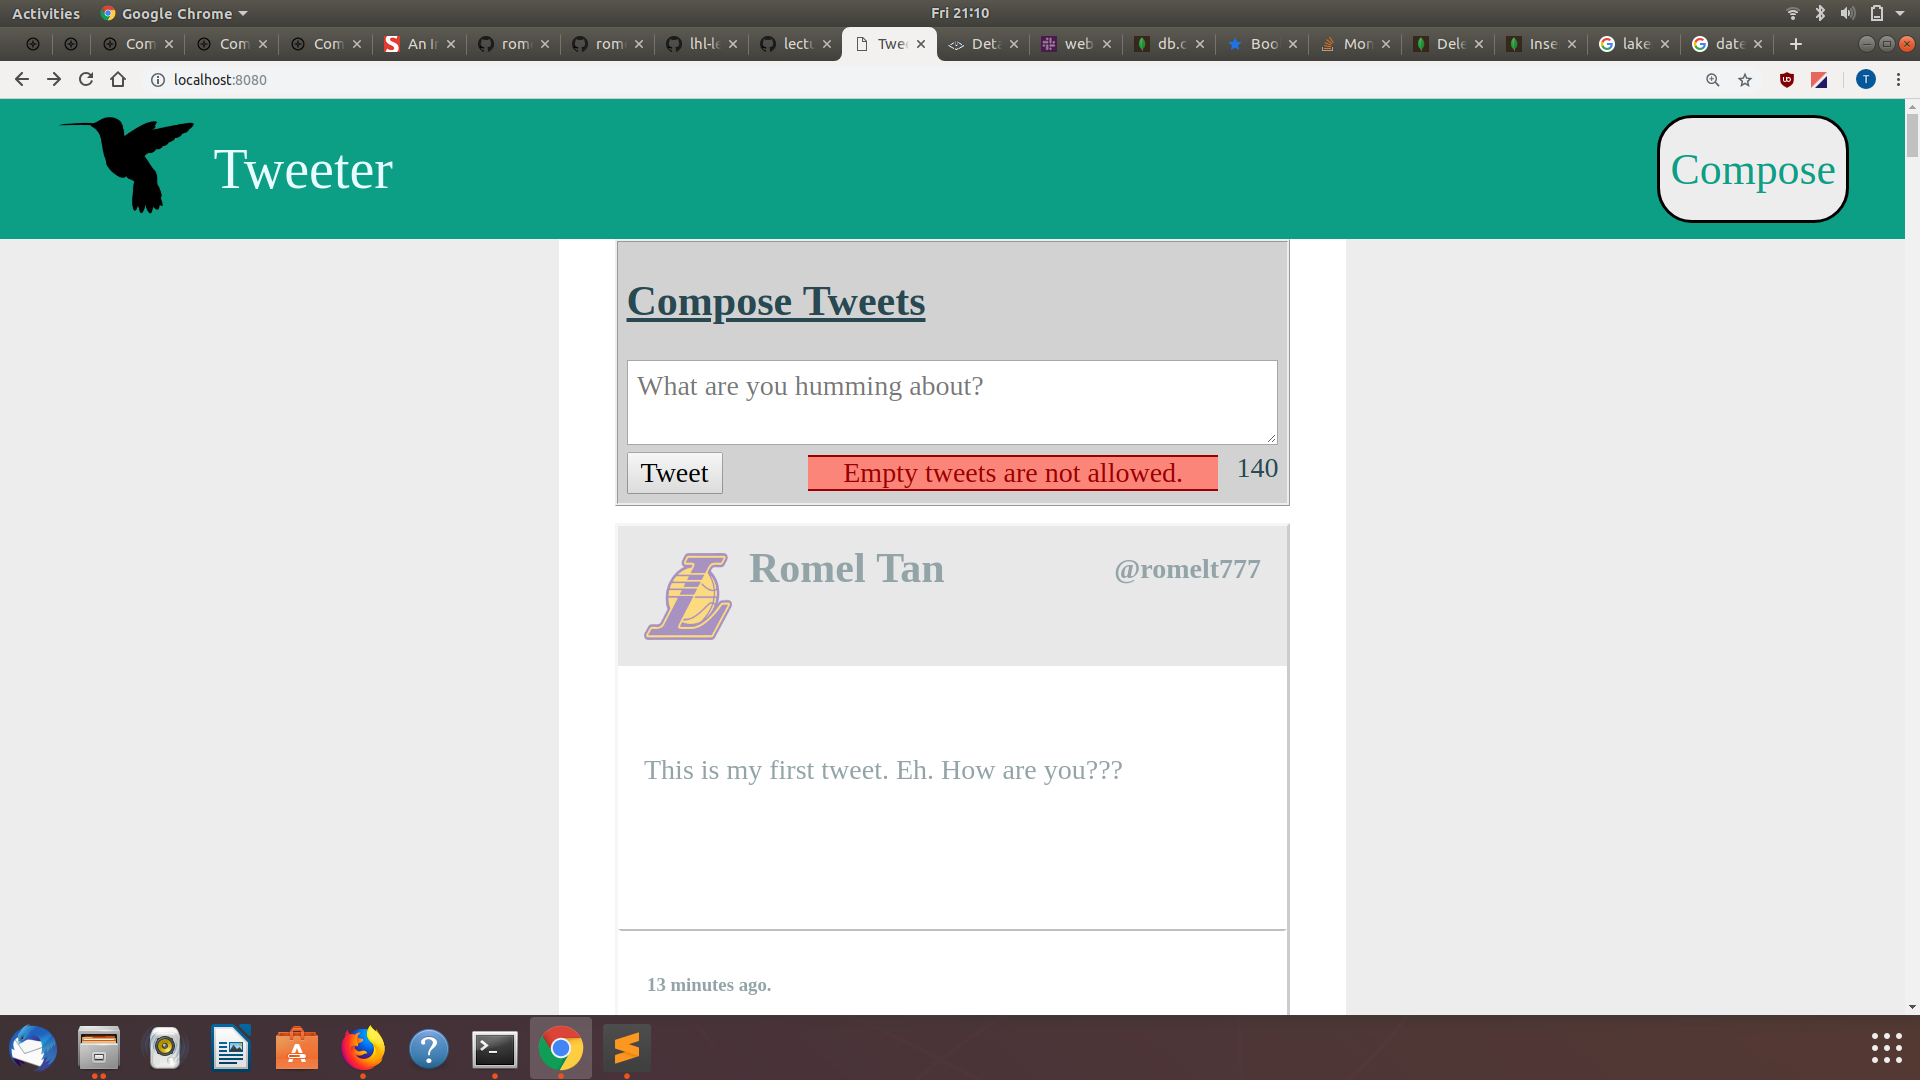 Activities Google Chrome Fri 21:10
Com Com Com An I rom rom lhl-le lectu Twee Deta web db.c Boo Mon Dele Inse lake date
localhost:8080 T
Tweeter Compose
Compose Tweets
What are you humming about?
Tweet Empty tweets are not allowed. 140
Romel Tan @romelt777
This is my first tweet. Eh. How are you???
13 minutes ago.